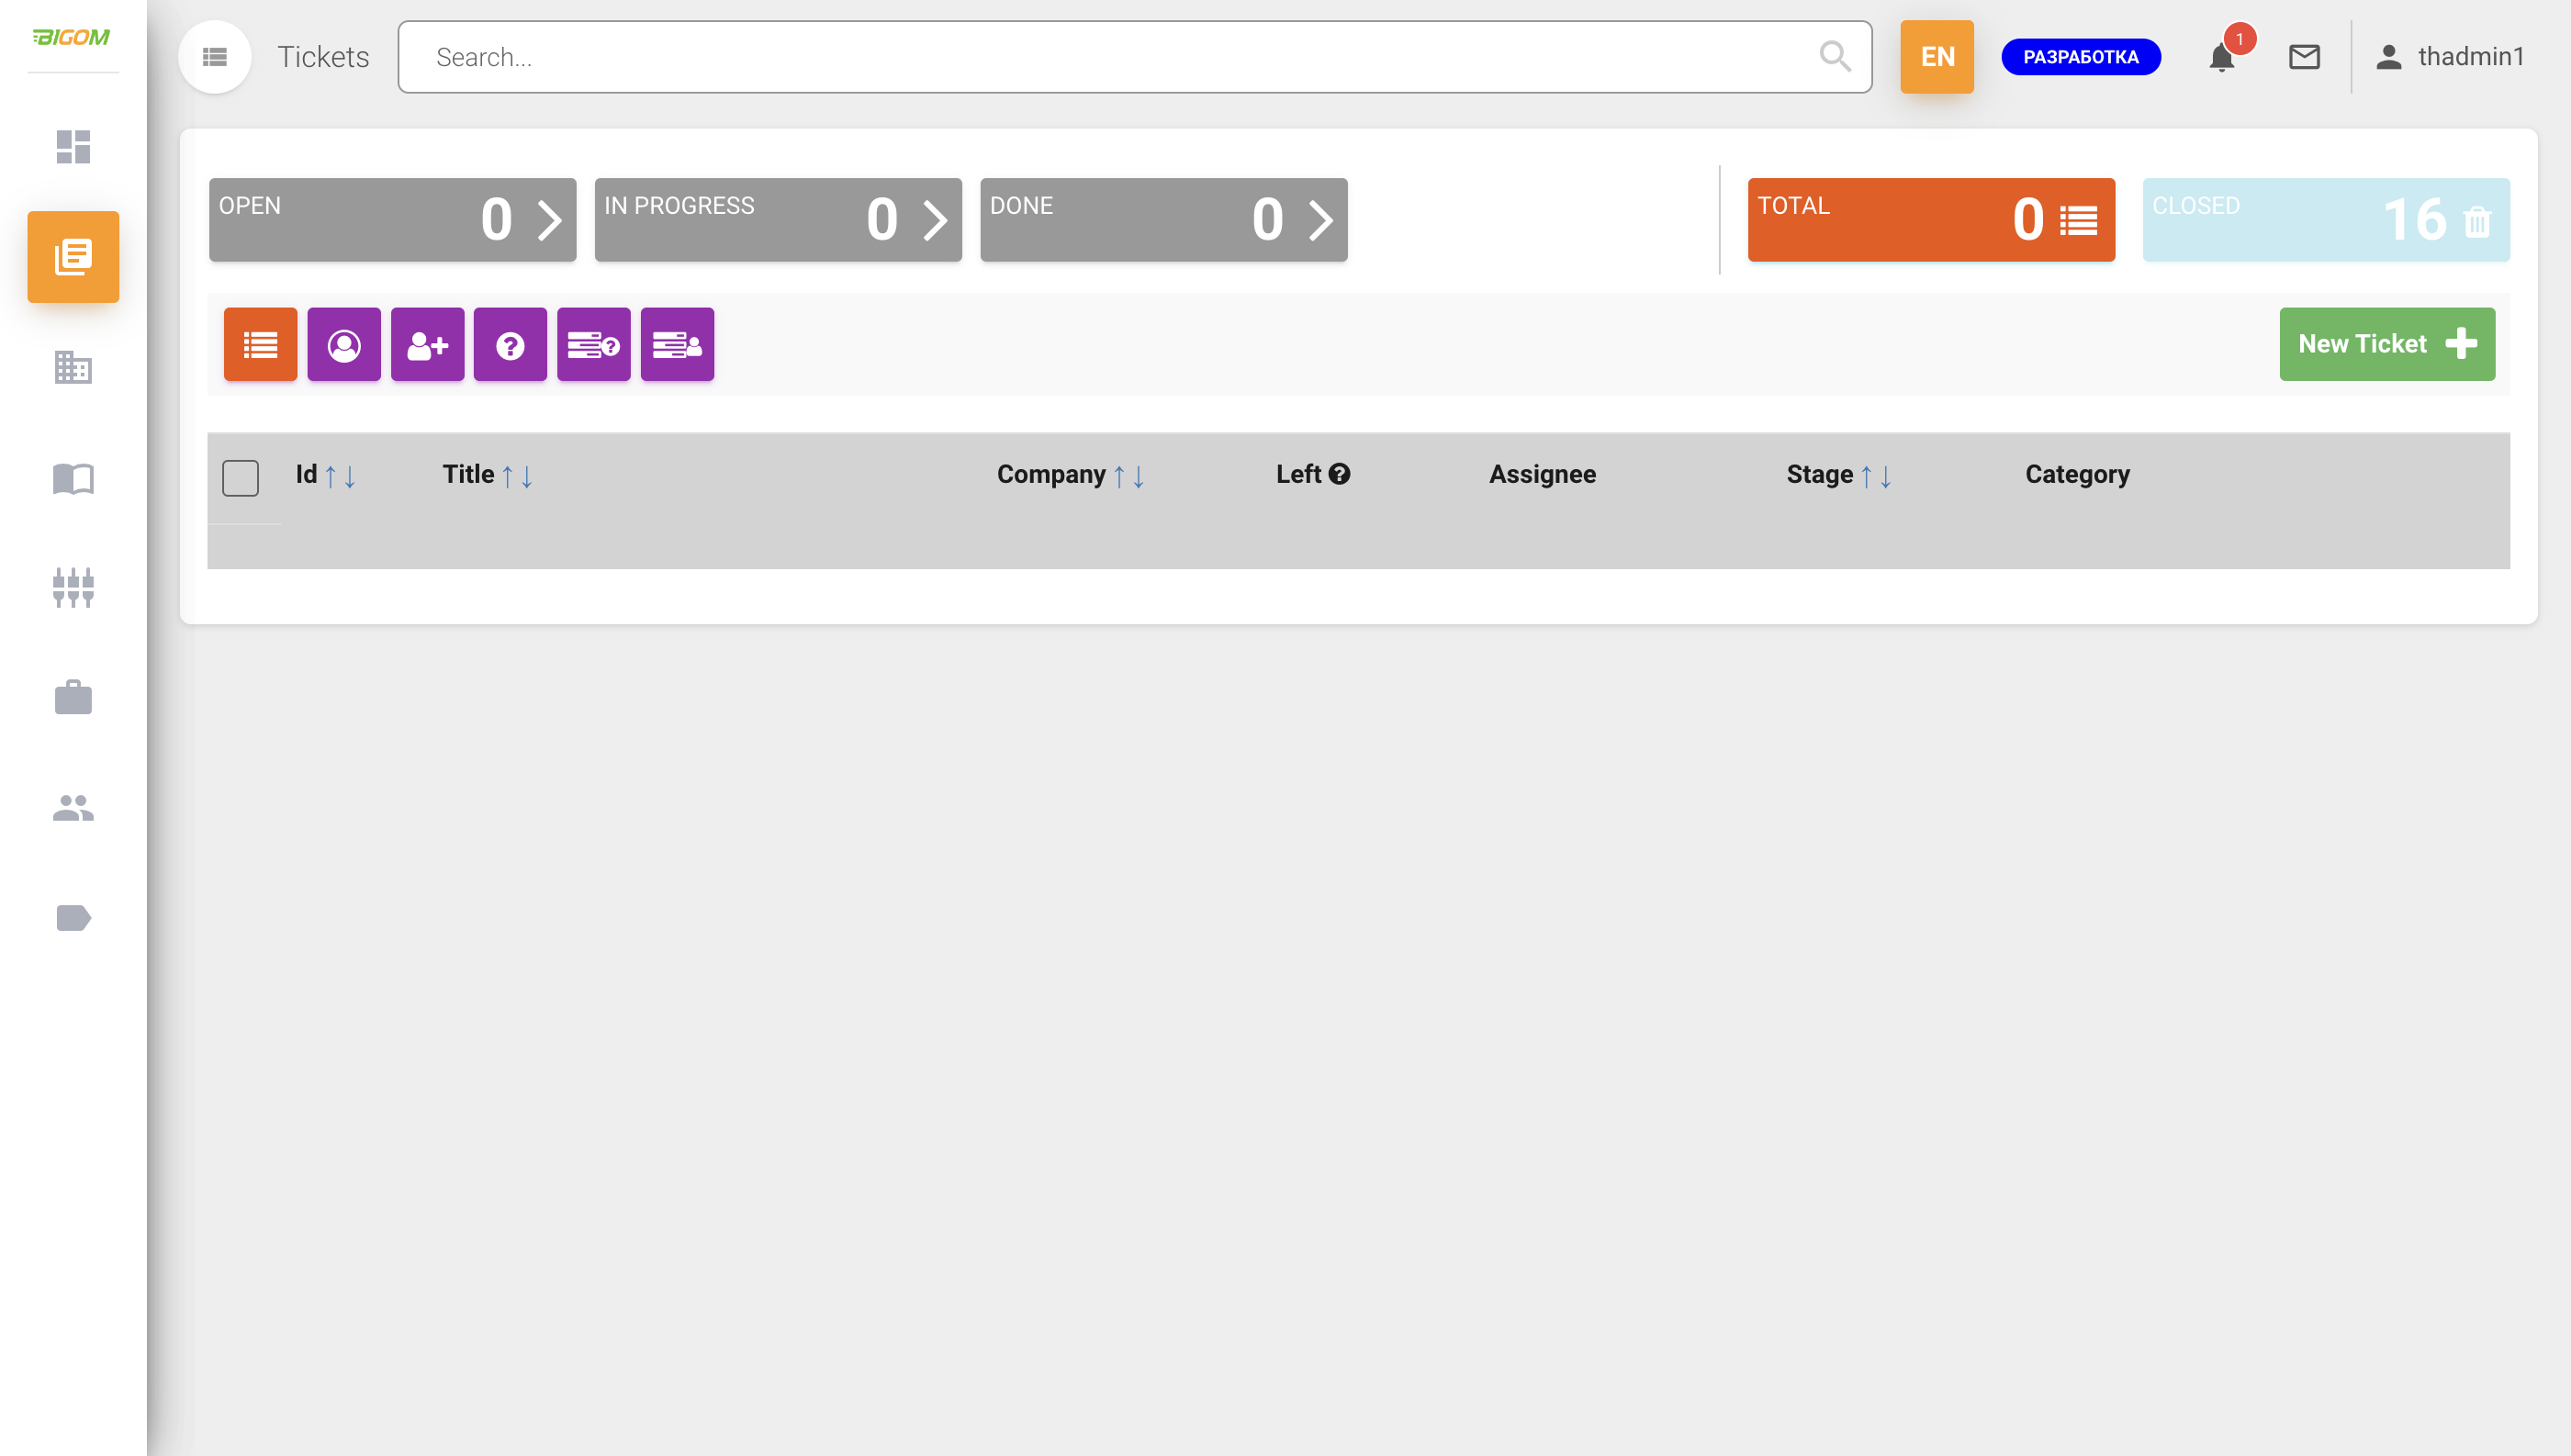 BIGOM
Tickets
Search...
EN
РАЗРАБОТКА
1
thadmin1
OPEN 0
IN PROGRESS 0
DONE 0
TOTAL 0
CLOSED 16
New Ticket
Id ↑↓ Title ↑↓ Company ↑↓ Left Assignee Stage ↑↓ Category